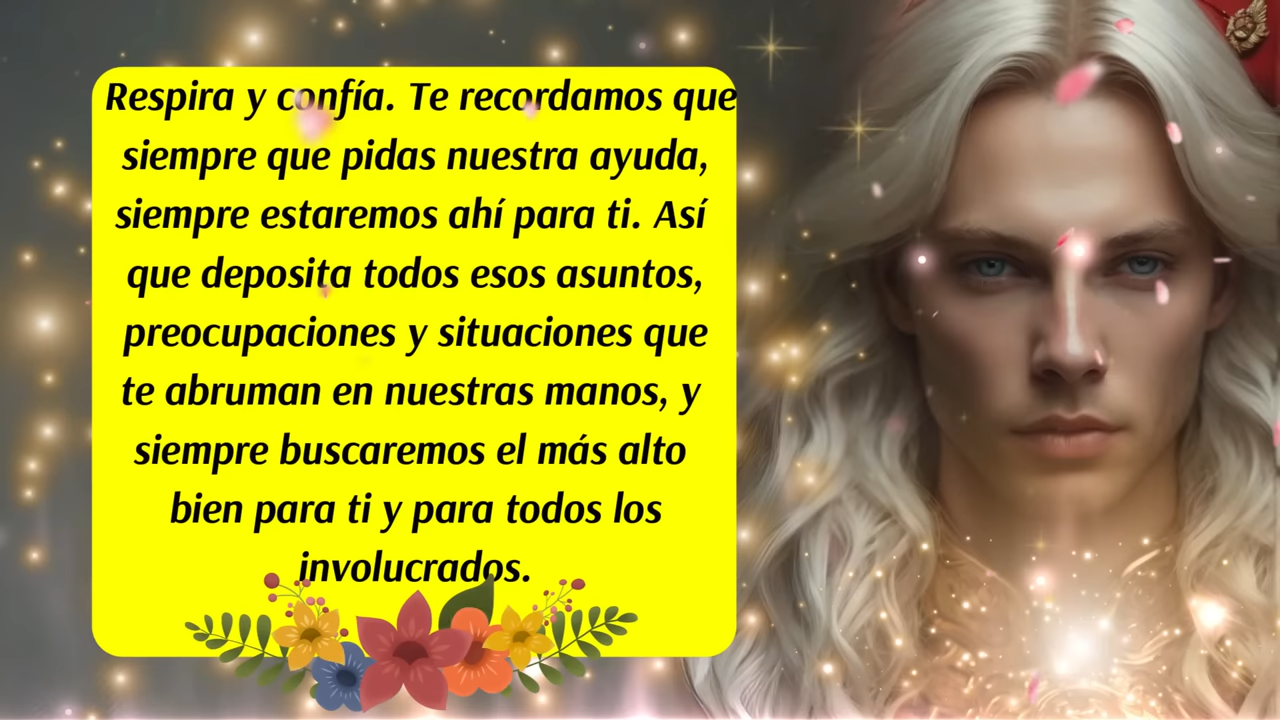 Respira y confía. Te recordamos que
siempre que pidas nuestra ayuda,
siempre estaremos ahí para ti. Así
que deposita todos esos asuntos,
preocupaciones y situaciones que
te abruman en nuestras manos, y
siempre buscaremos el más alto
bien para ti y para todos los
involucrados.